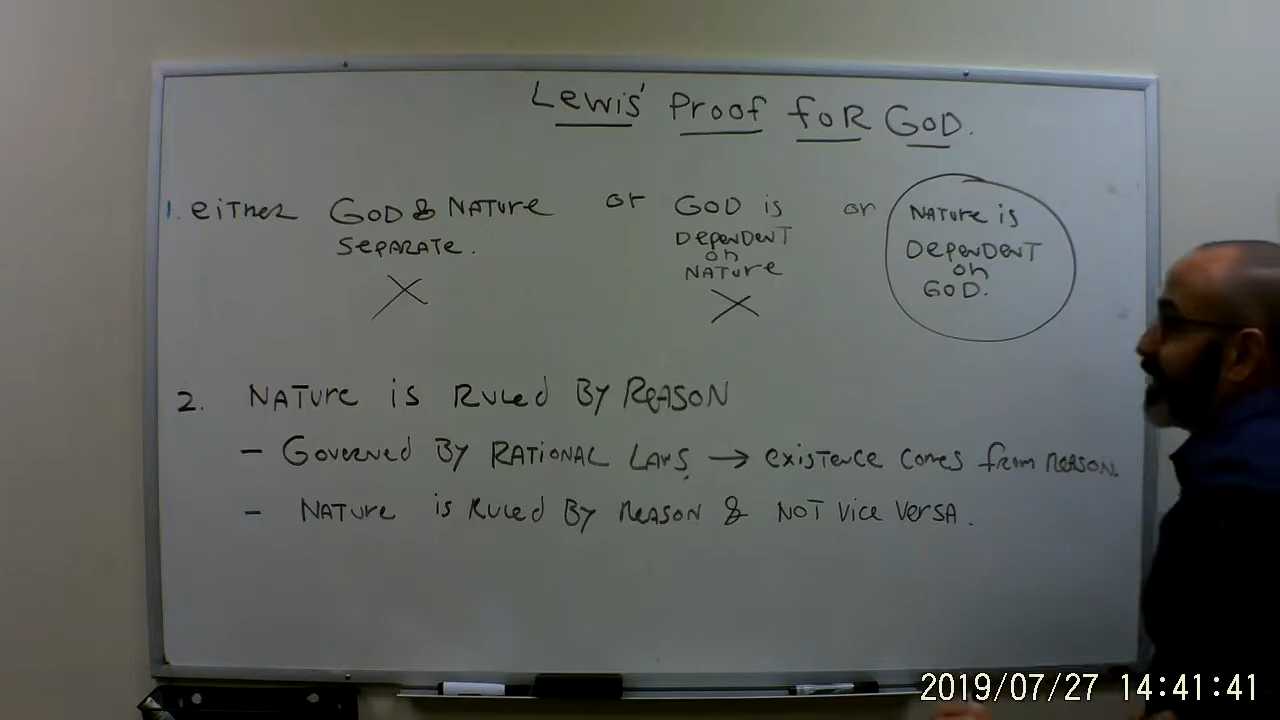 Lewis' Proof foR GOD.
1. eiTHer GOD & NATUre or GOD is or NATUre is
SePARATe. DepenDenT DepenDenT
on on
NATUre GOD.
2. NATUre is RUled By ReASON
- Governed By RATiONAL LAWS → existence comes from reASON.
- NATUre is RUled By ReASON & NOT Vice VersA.
2019/07/27 14:41:41